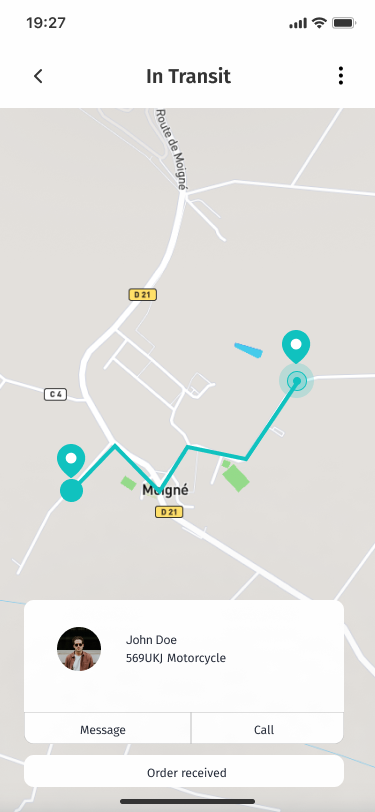 19:27
In Transit
Route de Moigné
D 21
C 4
Moigné
D 21
John Doe
569UKJ Motorcycle
Message
Call
Order received